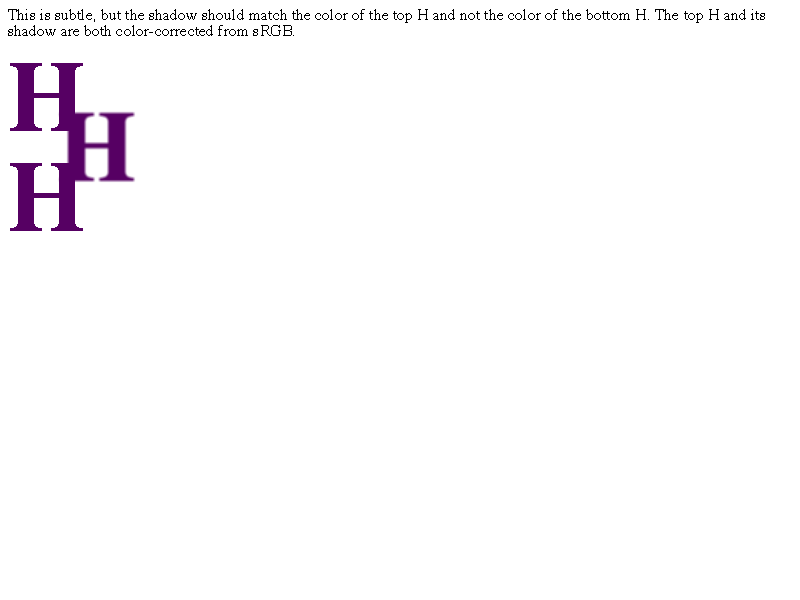 This is subtle, but the shadow should match the color of the top H and not the color of the bottom H. The top H and its
shadow are both color-corrected from sRGB.
H
H
H